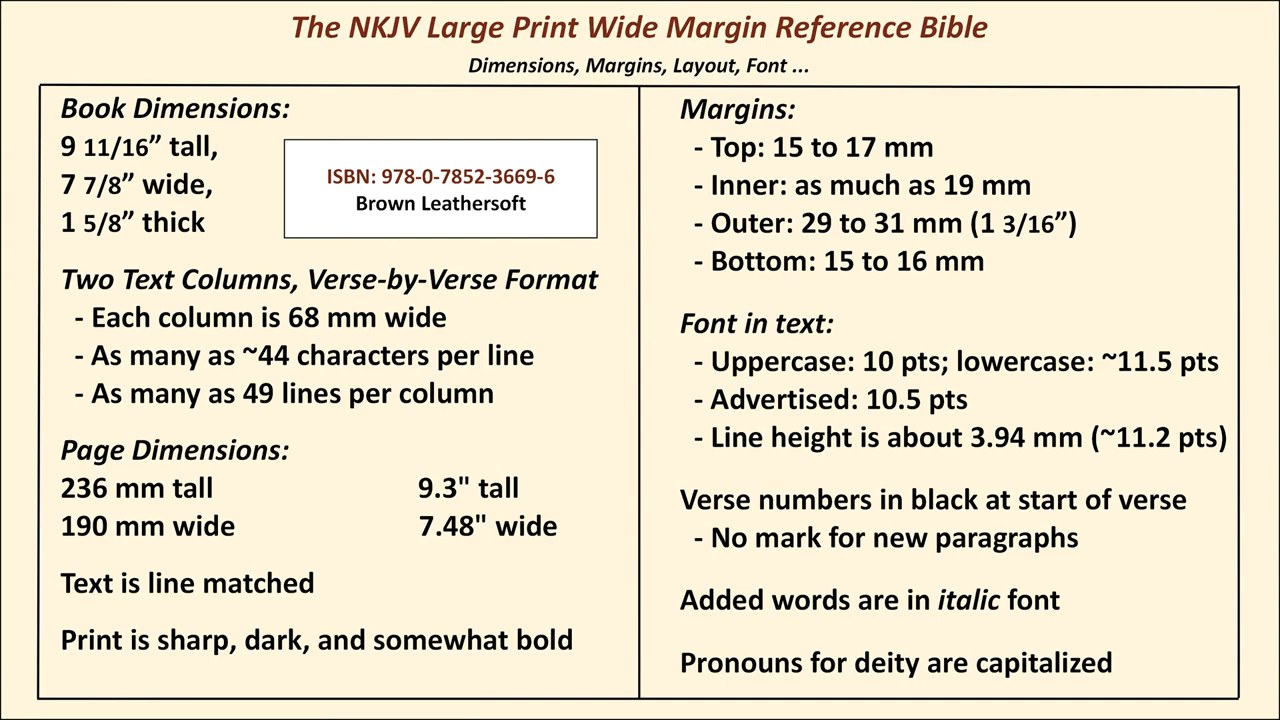 The NKJV Large Print Wide Margin Reference Bible
Dimensions, Margins, Layout, Font ...
Book Dimensions:
9 11/16” tall,
7 7/8” wide,
1 5/8” thick
ISBN: 978-0-7852-3669-6
Brown Leathersoft
Two Text Columns, Verse-by-Verse Format
- Each column is 68 mm wide
- As many as ~44 characters per line
- As many as 49 lines per column
Page Dimensions:
236 mm tall 9.3" tall
190 mm wide 7.48" wide
Text is line matched
Print is sharp, dark, and somewhat bold
Margins:
- Top: 15 to 17 mm
- Inner: as much as 19 mm
- Outer: 29 to 31 mm (1 3/16”)
- Bottom: 15 to 16 mm
Font in text:
- Uppercase: 10 pts; lowercase: ~11.5 pts
- Advertised: 10.5 pts
- Line height is about 3.94 mm (~11.2 pts)
Verse numbers in black at start of verse
- No mark for new paragraphs
Added words are in italic font
Pronouns for deity are capitalized